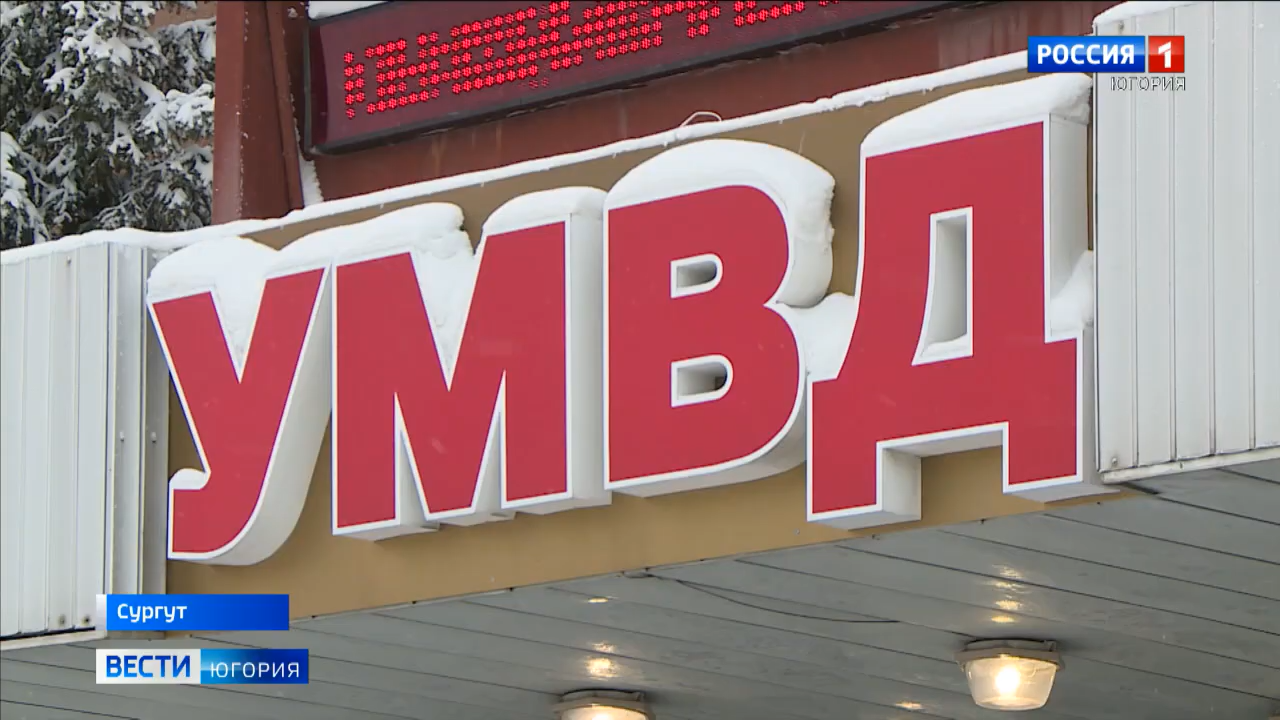 РОССИЯ 1
ЮГОРИЯ
УМВД
Сургут
ВЕСТИ ЮГОРИЯ